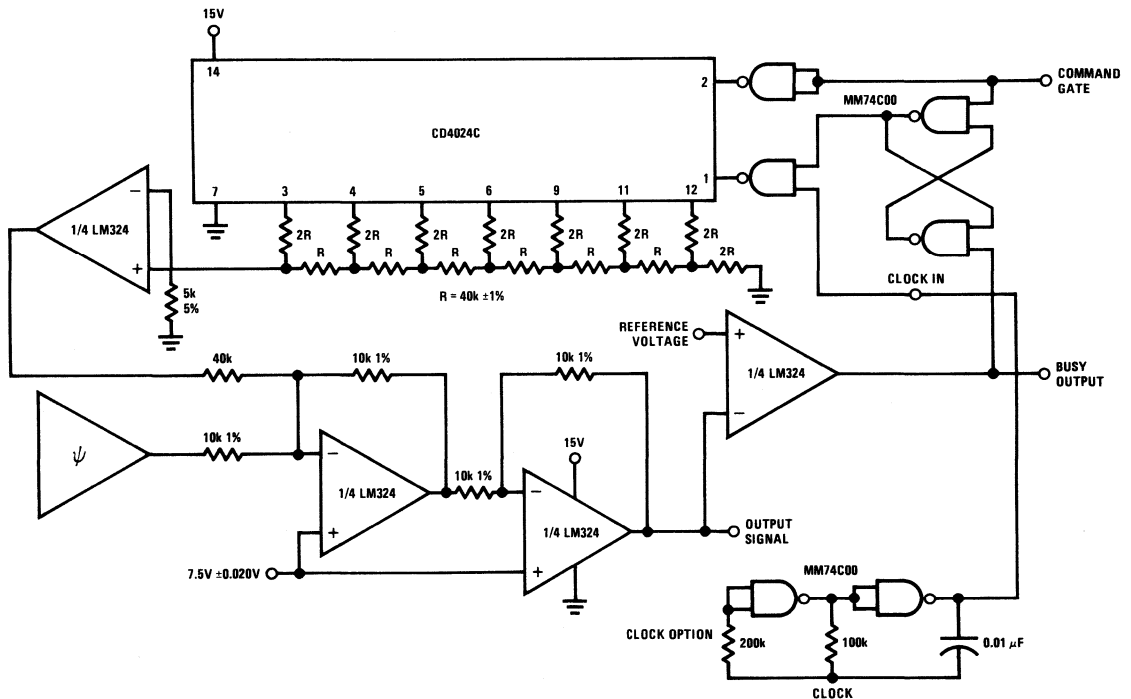 15V
14
2
COMMAND
GATE
MM74C00
CD4024C
1
7
3
4
5
6
9
11
12
−
1/4 LM324
+
2R
2R
2R
2R
2R
2R
2R
R
R
R
R
R
R
2R
R = 40k ±1%
5k
5%
CLOCK IN
REFERENCE
VOLTAGE
+
1/4 LM324
−
BUSY
OUTPUT
40k
10k 1%
10k 1%
ψ
10k 1%
−
1/4 LM324
+
10k 1%
15V
−
1/4 LM324
+
OUTPUT
SIGNAL
7.5V ±0.020V
MM74C00
CLOCK OPTION
200k
100k
0.01 μF
CLOCK